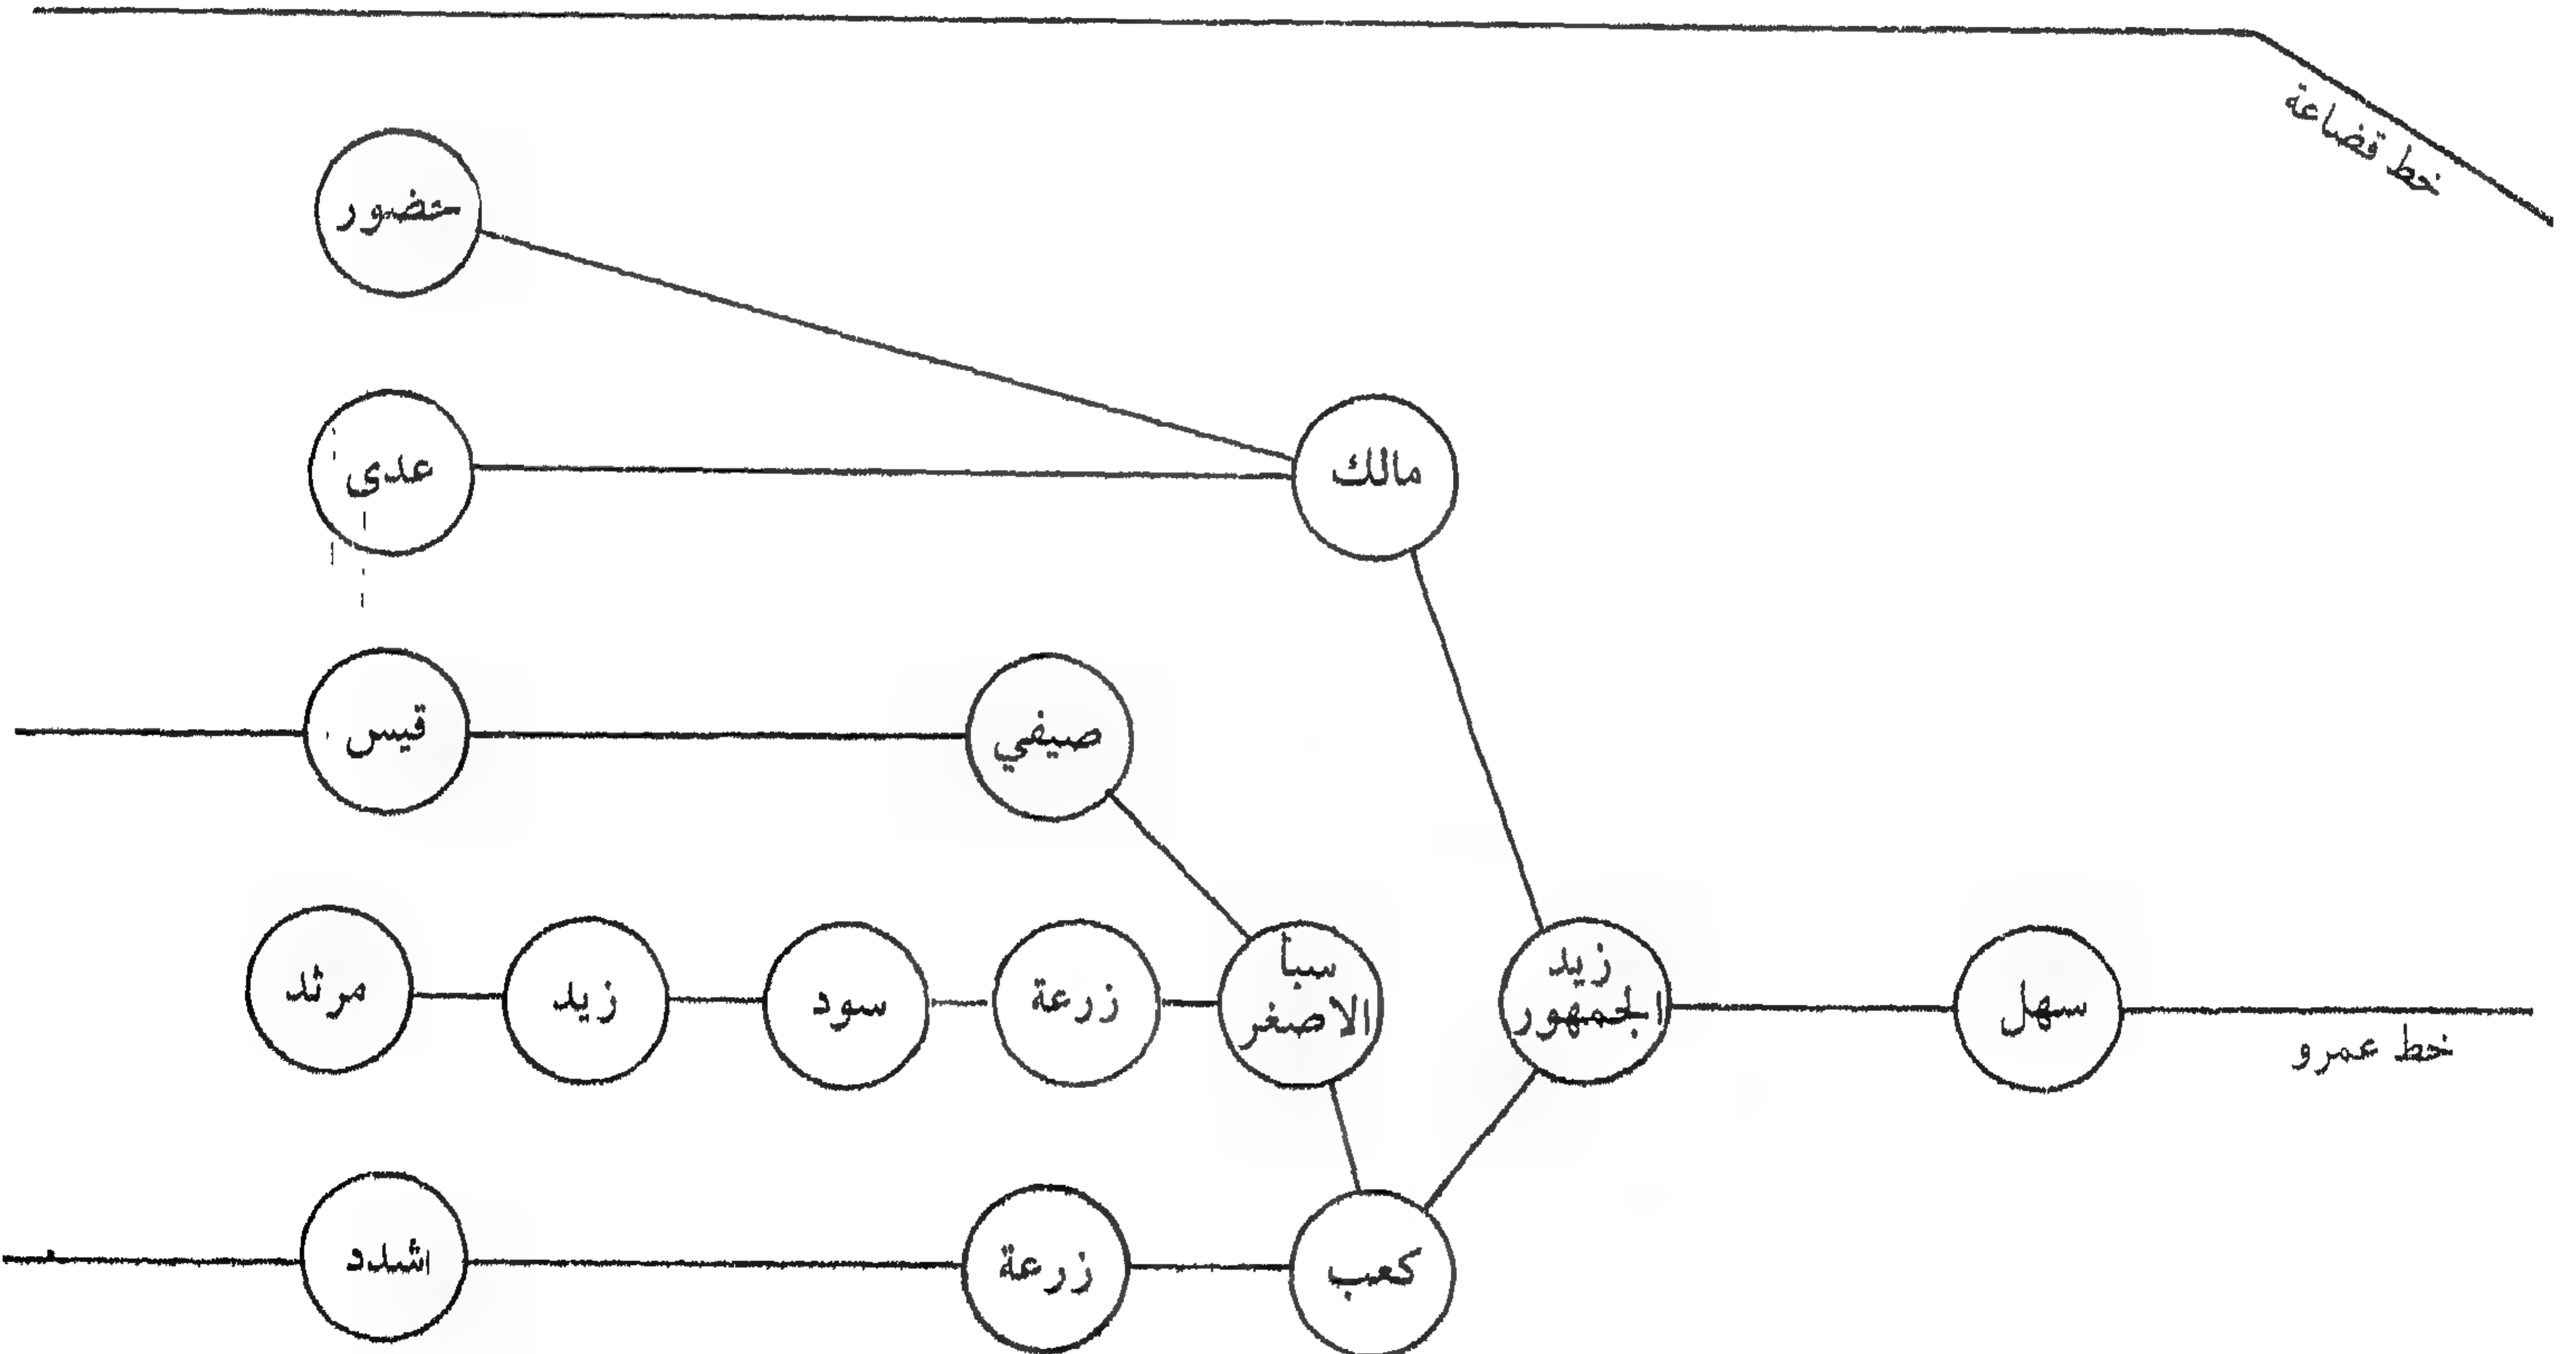 خط قضاعة
حضور
مالك
عدى
صيفي
قيس
سهل
خط عمرو
زيد
الجمهور
سبأ
الاصغر
زرعة
سود
زيد
مرثد
كعب
زرعة
اشدد